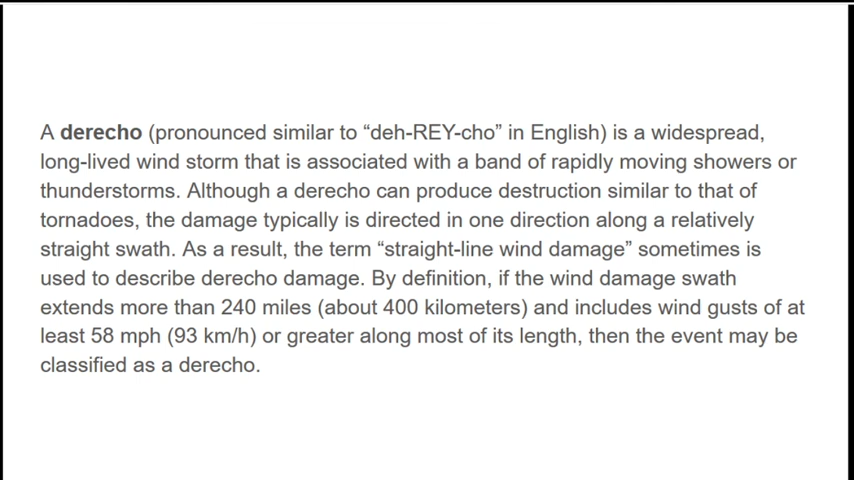 A derecho (pronounced similar to “deh-REY-cho” in English) is a widespread,
long-lived wind storm that is associated with a band of rapidly moving showers or
thunderstorms. Although a derecho can produce destruction similar to that of
tornadoes, the damage typically is directed in one direction along a relatively
straight swath. As a result, the term “straight-line wind damage” sometimes is
used to describe derecho damage. By definition, if the wind damage swath
extends more than 240 miles (about 400 kilometers) and includes wind gusts of at
least 58 mph (93 km/h) or greater along most of its length, then the event may be
classified as a derecho.